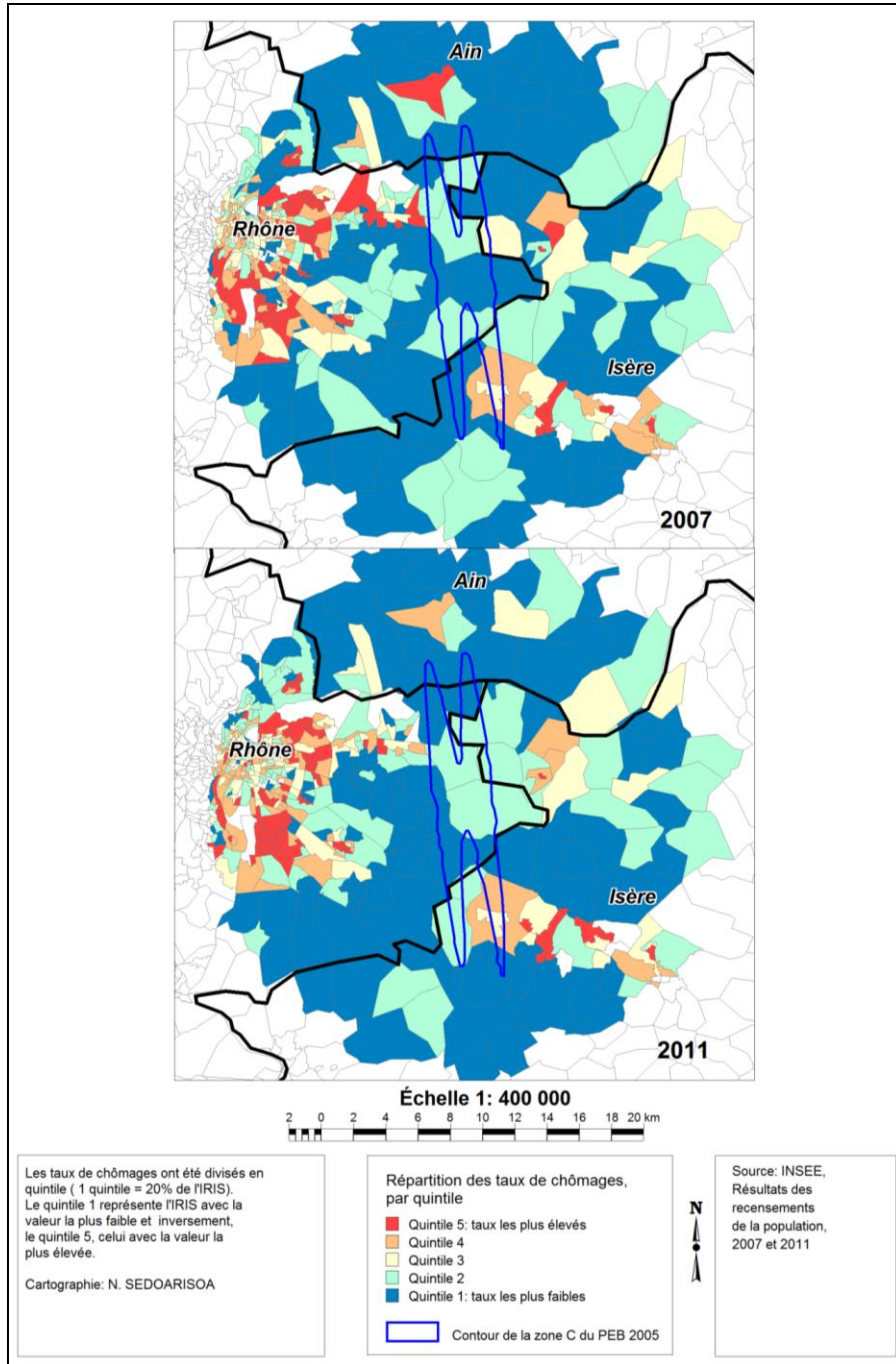 Ain
Rhône
Isère
2007
Ain
Rhône
Isère
2011
Échelle 1: 400 000
2 0 2 4 6 8 10 12 14 16 18 20 km
Les taux de chômages ont été divisés en
quintile ( 1 quintile = 20% de l'IRIS).
Le quintile 1 représente l'IRIS avec la
valeur la plus faible et inversement,
le quintile 5, celui avec la valeur la
plus élevée.
Cartographie: N. SEDOARISOA
Répartition des taux de chômages,
par quintile
Quintile 5: taux les plus élevés
Quintile 4
Quintile 3
Quintile 2
Quintile 1: taux les plus faibles
Contour de la zone C du PEB 2005
N
Source: INSEE,
Résultats des
recensements
de la population,
2007 et 2011